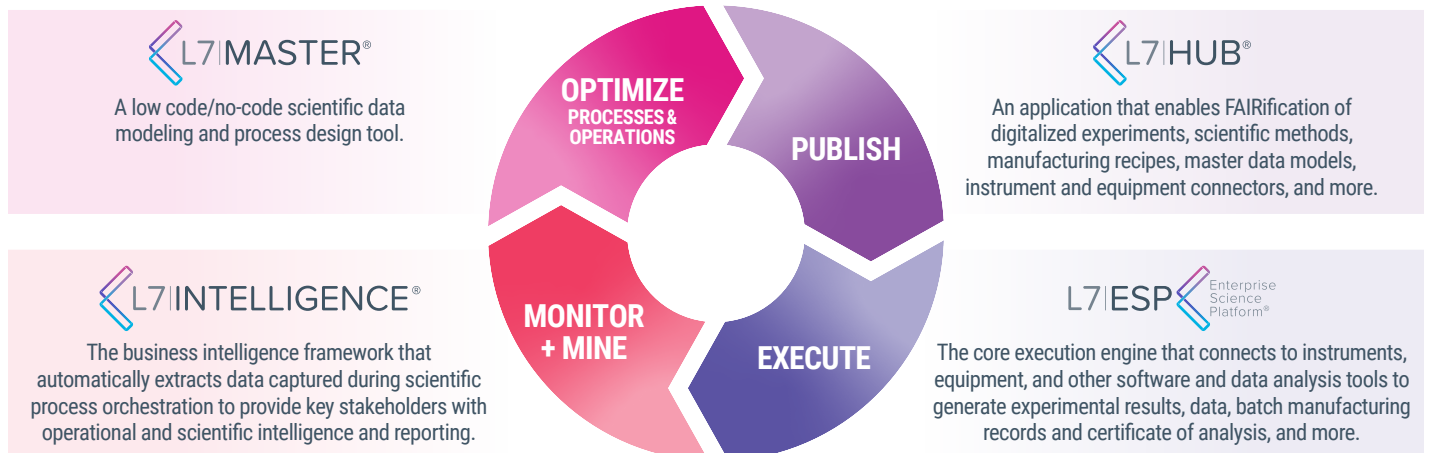 L7|MASTER®
A low code/no-code scientific data
modeling and process design tool.
OPTIMIZE
PROCESSES &
OPERATIONS
PUBLISH
L7|HUB®
An application that enables FAIRification of
digitalized experiments, scientific methods,
manufacturing recipes, master data models,
instrument and equipment connectors, and more.
L7|INTELLIGENCE®
The business intelligence framework that
automatically extracts data captured during scientific
process orchestration to provide key stakeholders with
operational and scientific intelligence and reporting.
MONITOR
+ MINE
EXECUTE
L7|ESP
Enterprise
Science
Platform®
The core execution engine that connects to instruments,
equipment, and other software and data analysis tools to
generate experimental results, data, batch manufacturing
records and certificate of analysis, and more.